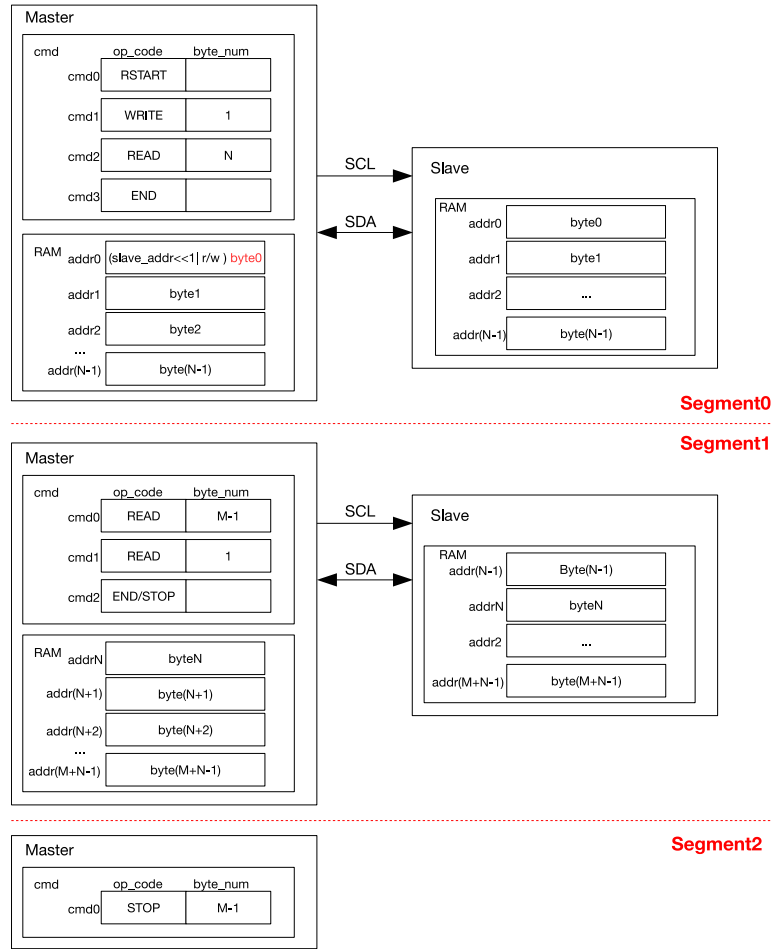 Master
cmd op_code byte_num
cmd0 RSTART
cmd1 WRITE 1
cmd2 READ N
cmd3 END
RAM addr0 (slave_addr<<1| r/w ) byte0
addr1 byte1
addr2 byte2
...
addr(N-1) byte(N-1)
SCL
SDA
Slave
RAM
addr0 byte0
addr1 byte1
addr2 ...
addr(N-1) byte(N-1)
Segment0
Segment1
Master
cmd op_code byte_num
cmd0 READ M-1
cmd1 READ 1
cmd2 END/STOP
RAM addrN byteN
addr(N+1) byte(N+1)
addr(N+2) byte(N+2)
...
addr(M+N-1) byte(M+N-1)
SCL
SDA
Slave
RAM
addr(N-1) Byte(N-1)
addrN byteN
addr2 ...
addr(M+N-1) byte(M+N-1)
Segment2
Master
cmd op_code byte_num
cmd0 STOP M-1